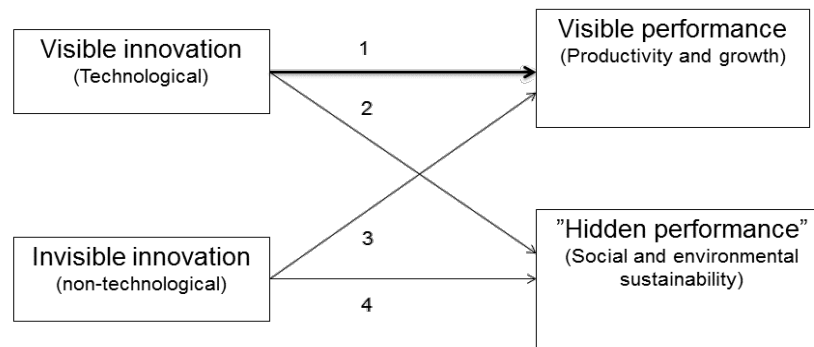 Visible innovation
(Technological)
1
Visible performance
(Productivity and growth)
2
Invisible innovation
(non-technological)
3
”Hidden performance”
(Social and environmental
sustainability)
4